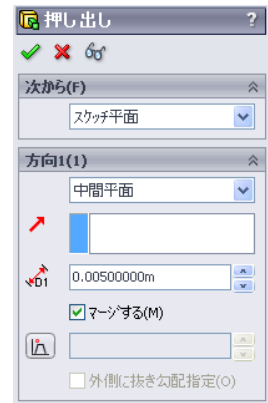 押し出し ?
次から(F)
スケッチ平面
方向1(1)
中間平面
D1 0.00500000m
マージする(M)
外側に抜き勾配指定(O)